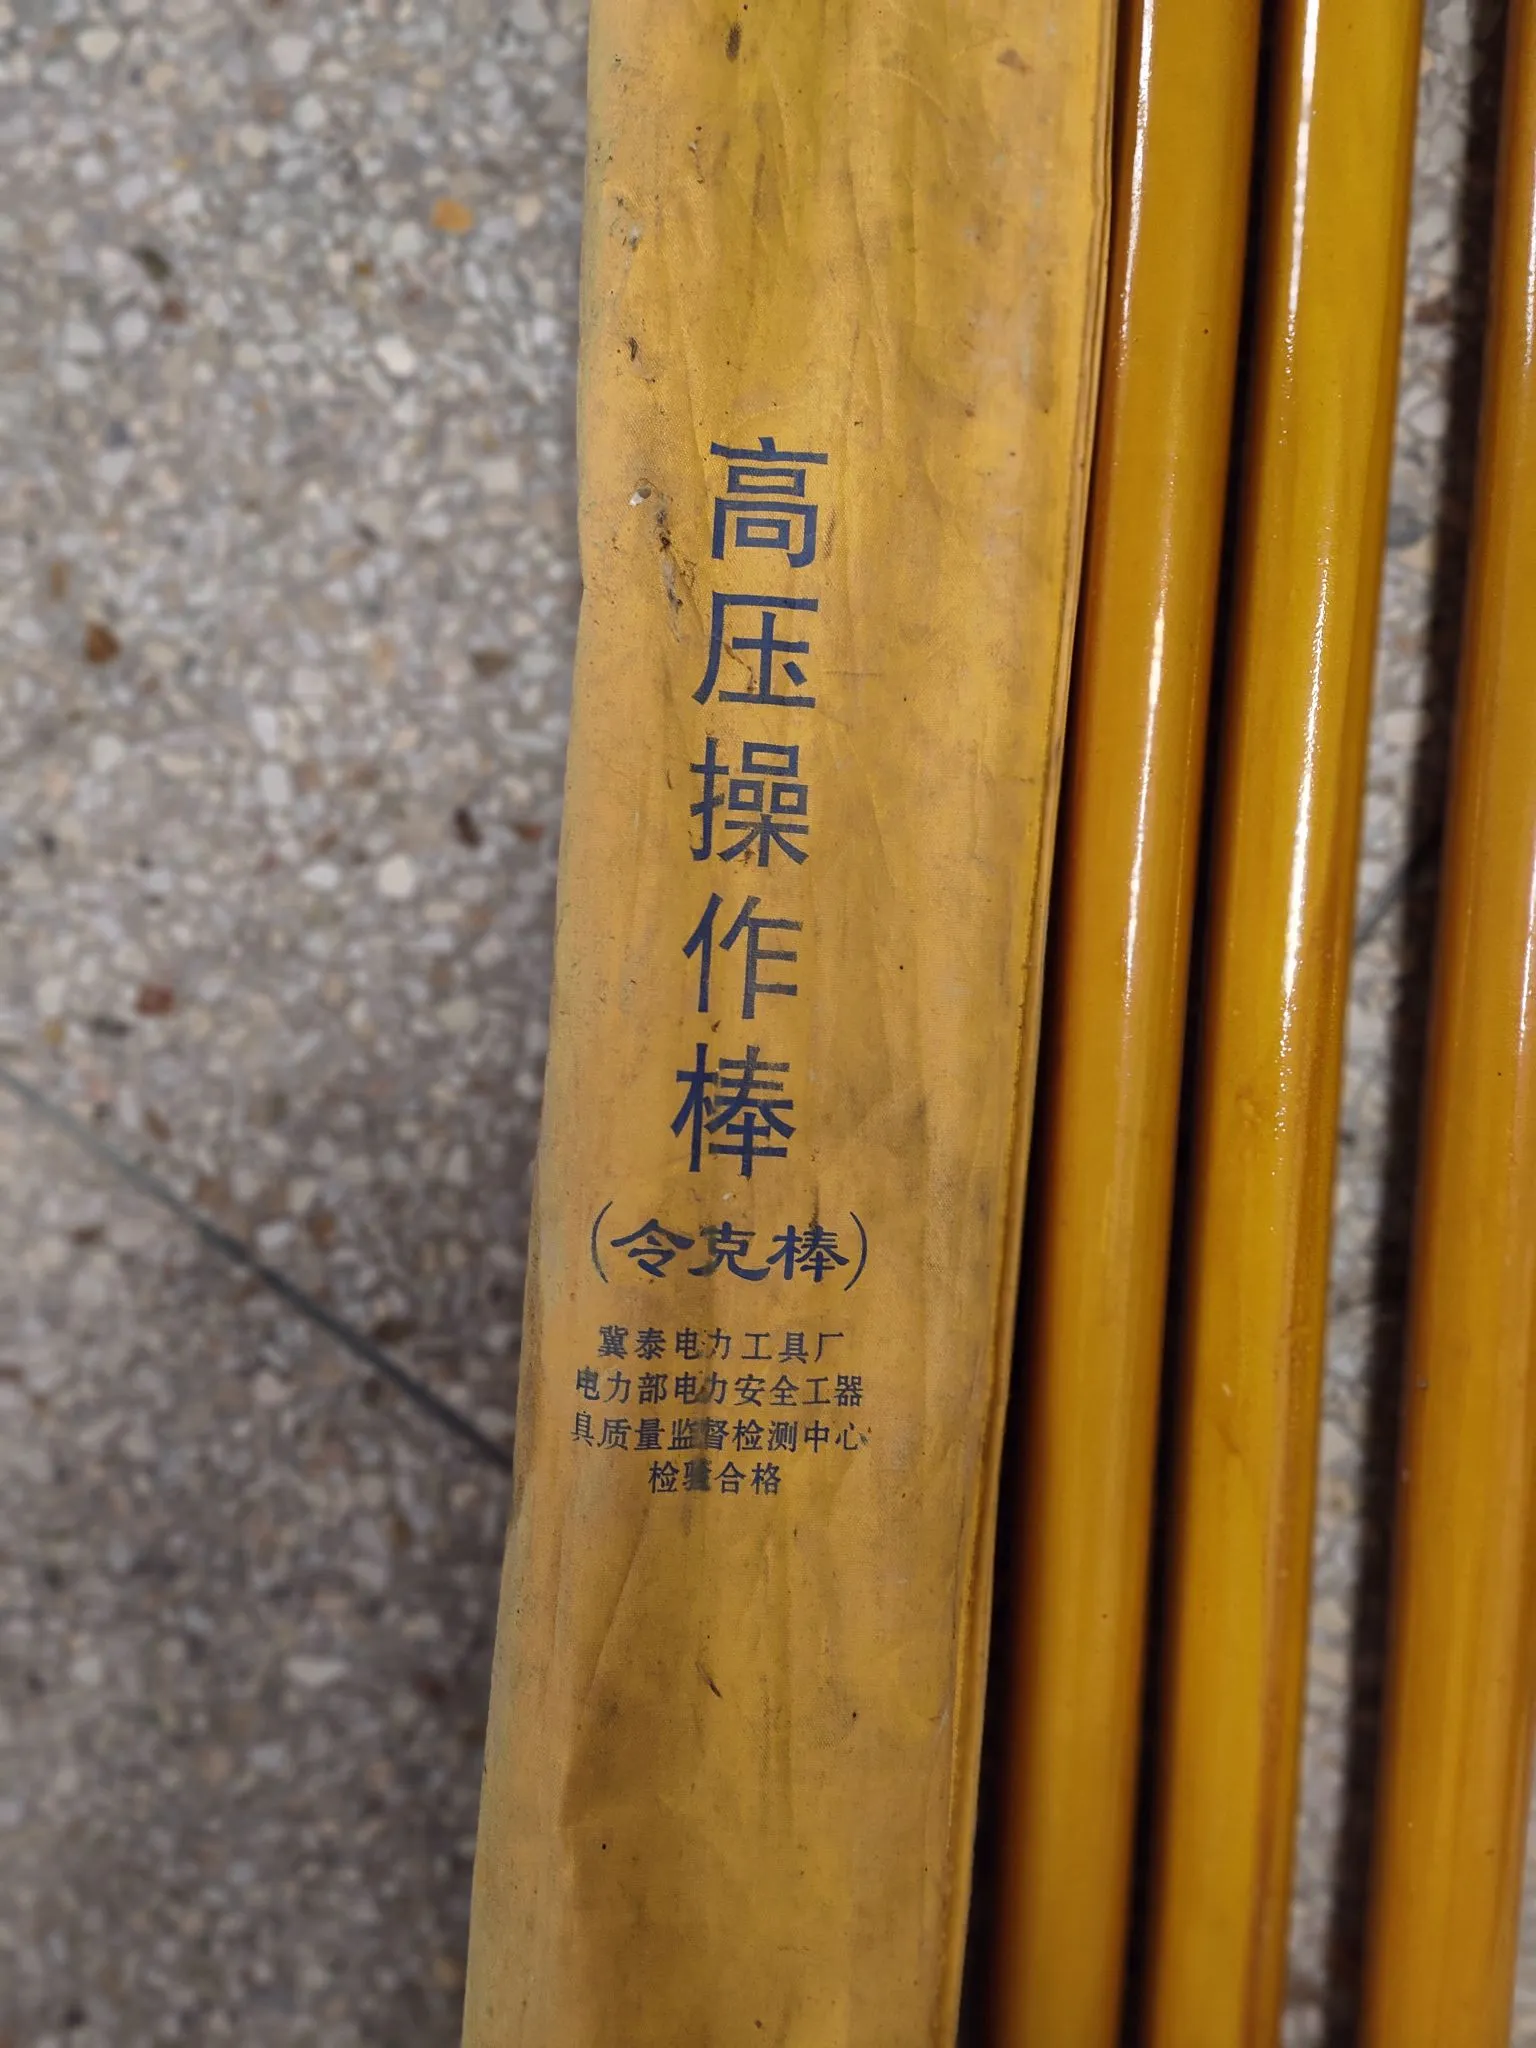 高压操作棒
(令克棒)
冀泰电力工具厂
电力部电力安全工器
具质量监督检测中心
检验合格